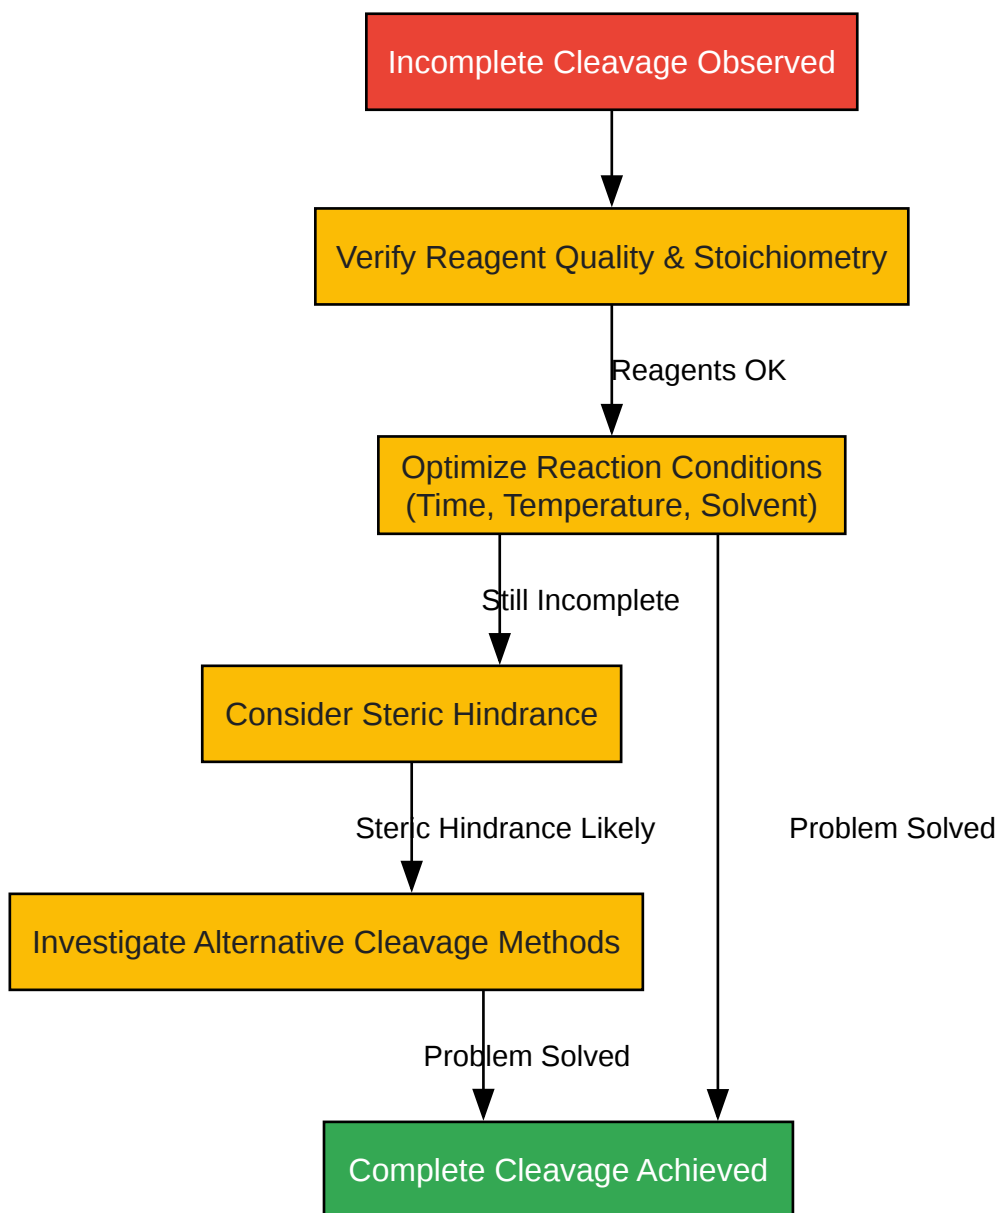 Incomplete Cleavage Observed
Verify Reagent Quality & Stoichiometry
Reagents OK
Optimize Reaction Conditions
(Time, Temperature, Solvent)
Still Incomplete
Consider Steric Hindrance
Steric Hindrance Likely
Problem Solved
Investigate Alternative Cleavage Methods
Problem Solved
Complete Cleavage Achieved